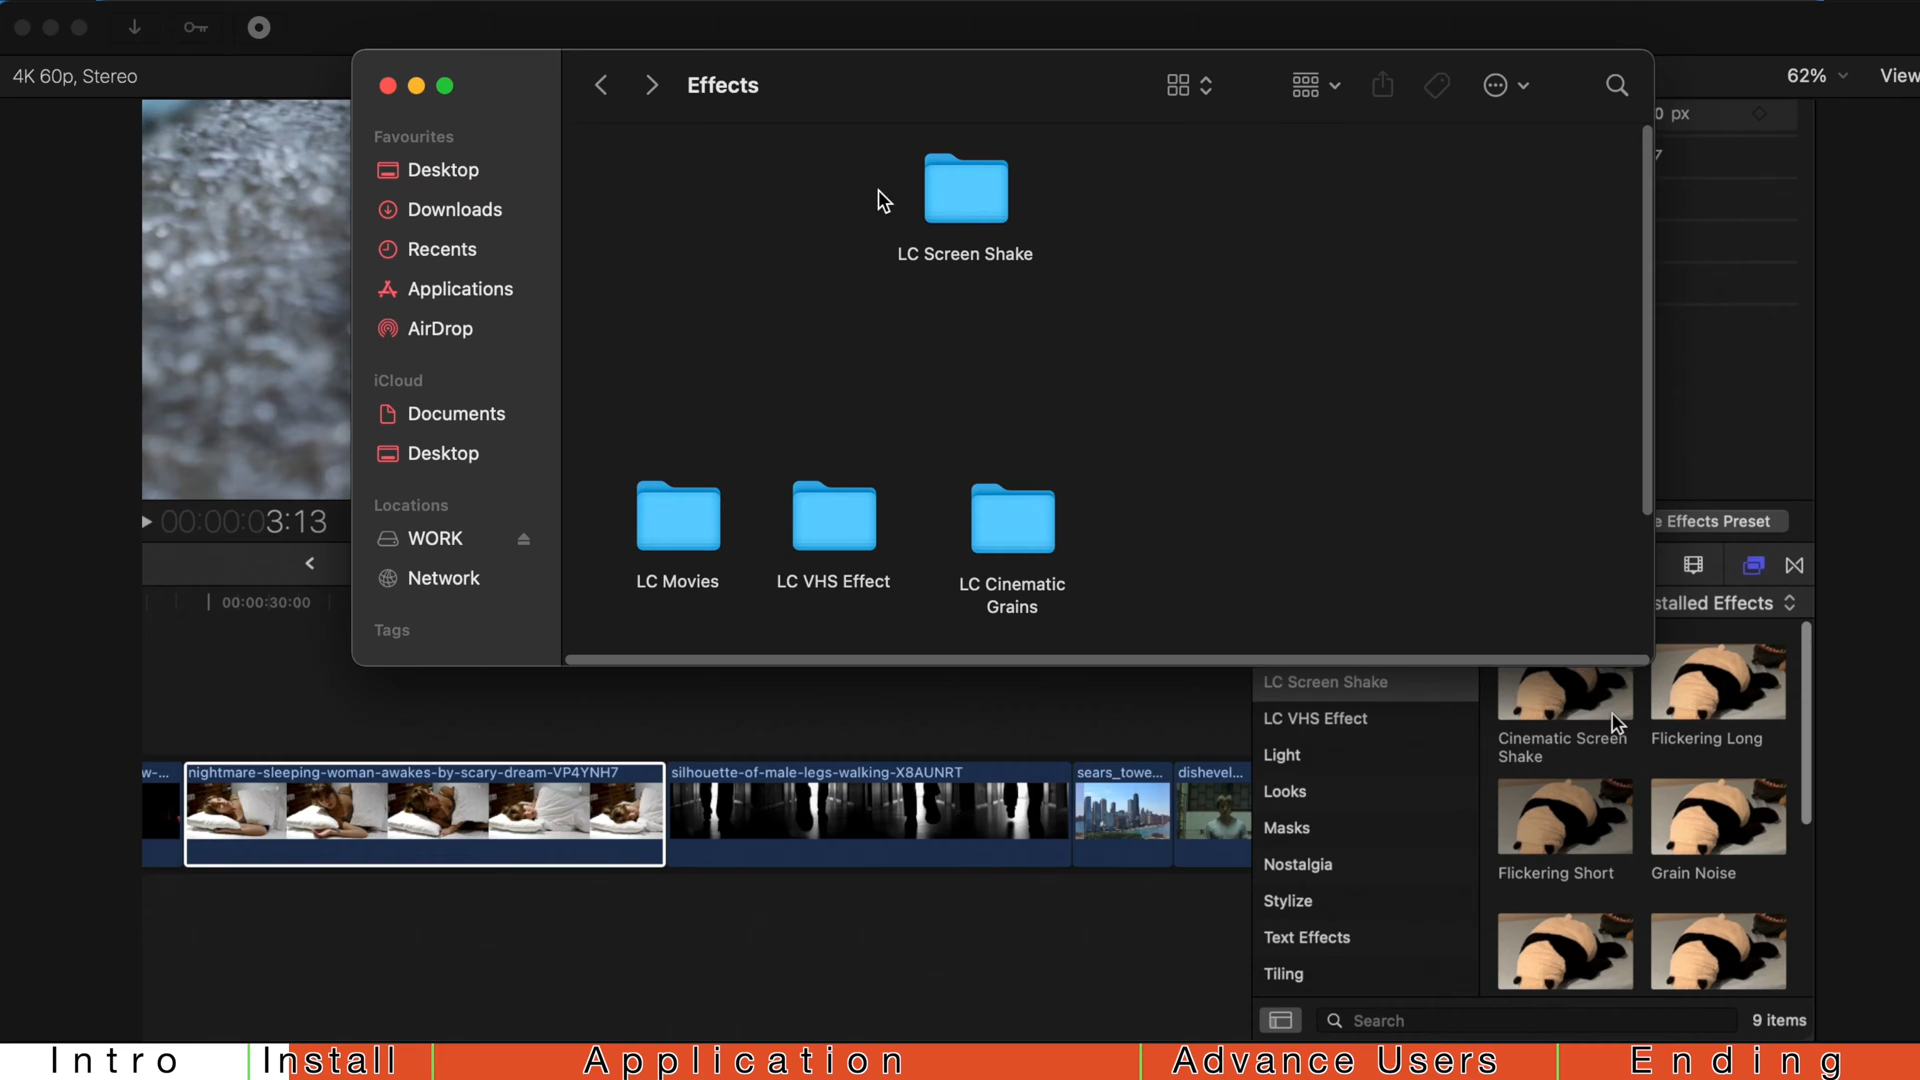 4K 60p, Stereo
Effects
62%
View
Favourites
Desktop
Downloads
Recents
Applications
AirDrop
iCloud
Documents
Desktop
Locations
WORK
Network
Tags
LC Screen Shake
LC Movies
LC VHS Effect
LC Cinematic
Grains
0 px
7
00:00:03:13
e Effects Preset
00:00:30:00
stalled Effects
LC Screen Shake
LC VHS Effect
Light
Looks
Masks
Nostalgia
Stylize
Text Effects
Tiling
Cinematic Screen
Shake
Flickering Long
Flickering Short
Grain Noise
w-...
nightmare-sleeping-woman-awakes-by-scary-dream-VP4YNH7
silhouette-of-male-legs-walking-X8AUNRT
sears_towe...
dishevel...
Search
9 items
Intro
Install
Application
Advance Users
Ending